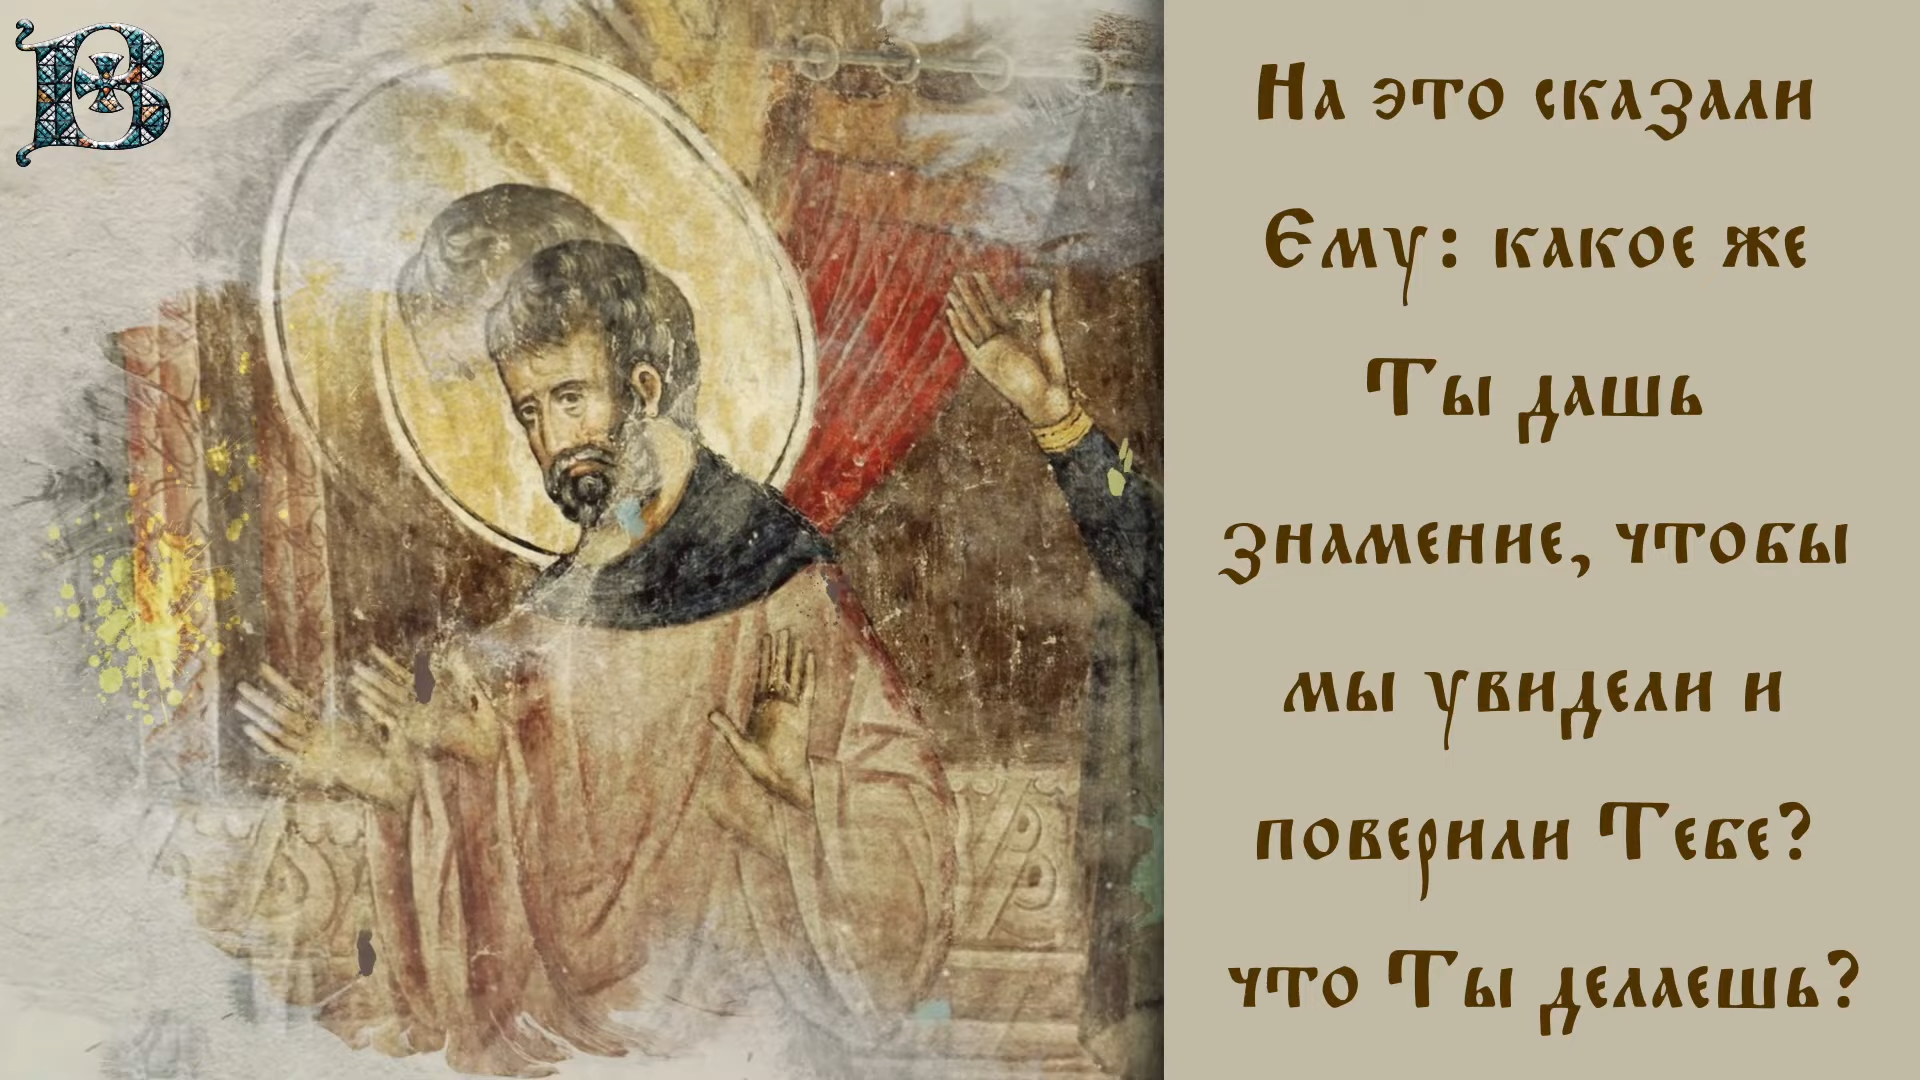 В
На это сказали
Ему: какое же
Ты дашь
знамение, чтобы
мы увидели и
поверили Тебе?
что Ты делаешь?